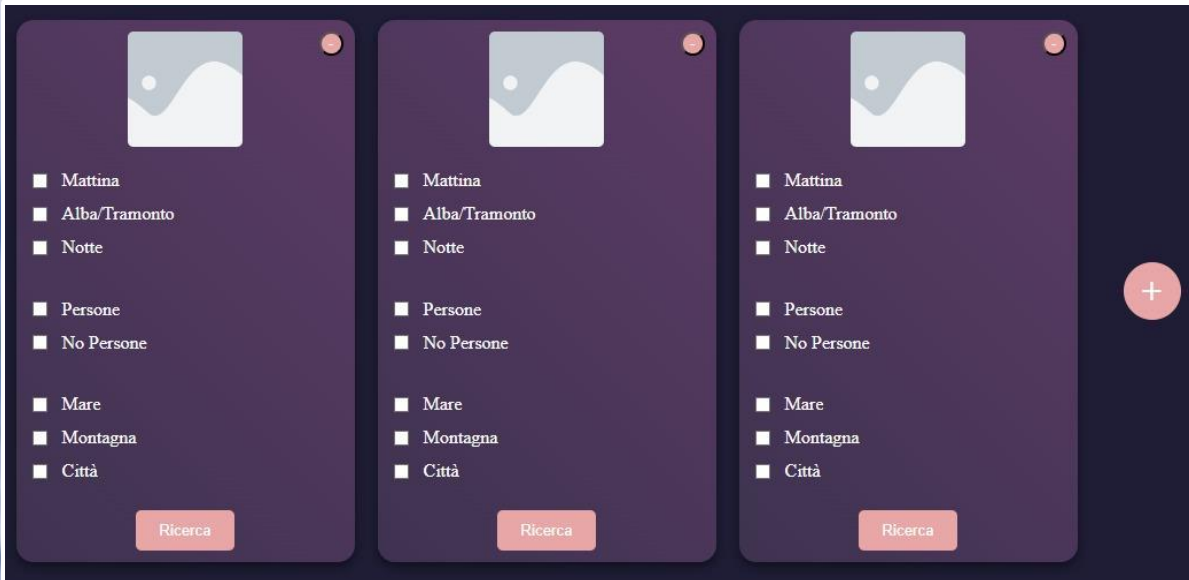 -
Mattina
Alba/Tramonto
Notte
Persone
No Persone
Mare
Montagna
Città
Ricerca
-
Mattina
Alba/Tramonto
Notte
Persone
No Persone
Mare
Montagna
Città
Ricerca
-
Mattina
Alba/Tramonto
Notte
Persone
No Persone
Mare
Montagna
Città
Ricerca
+